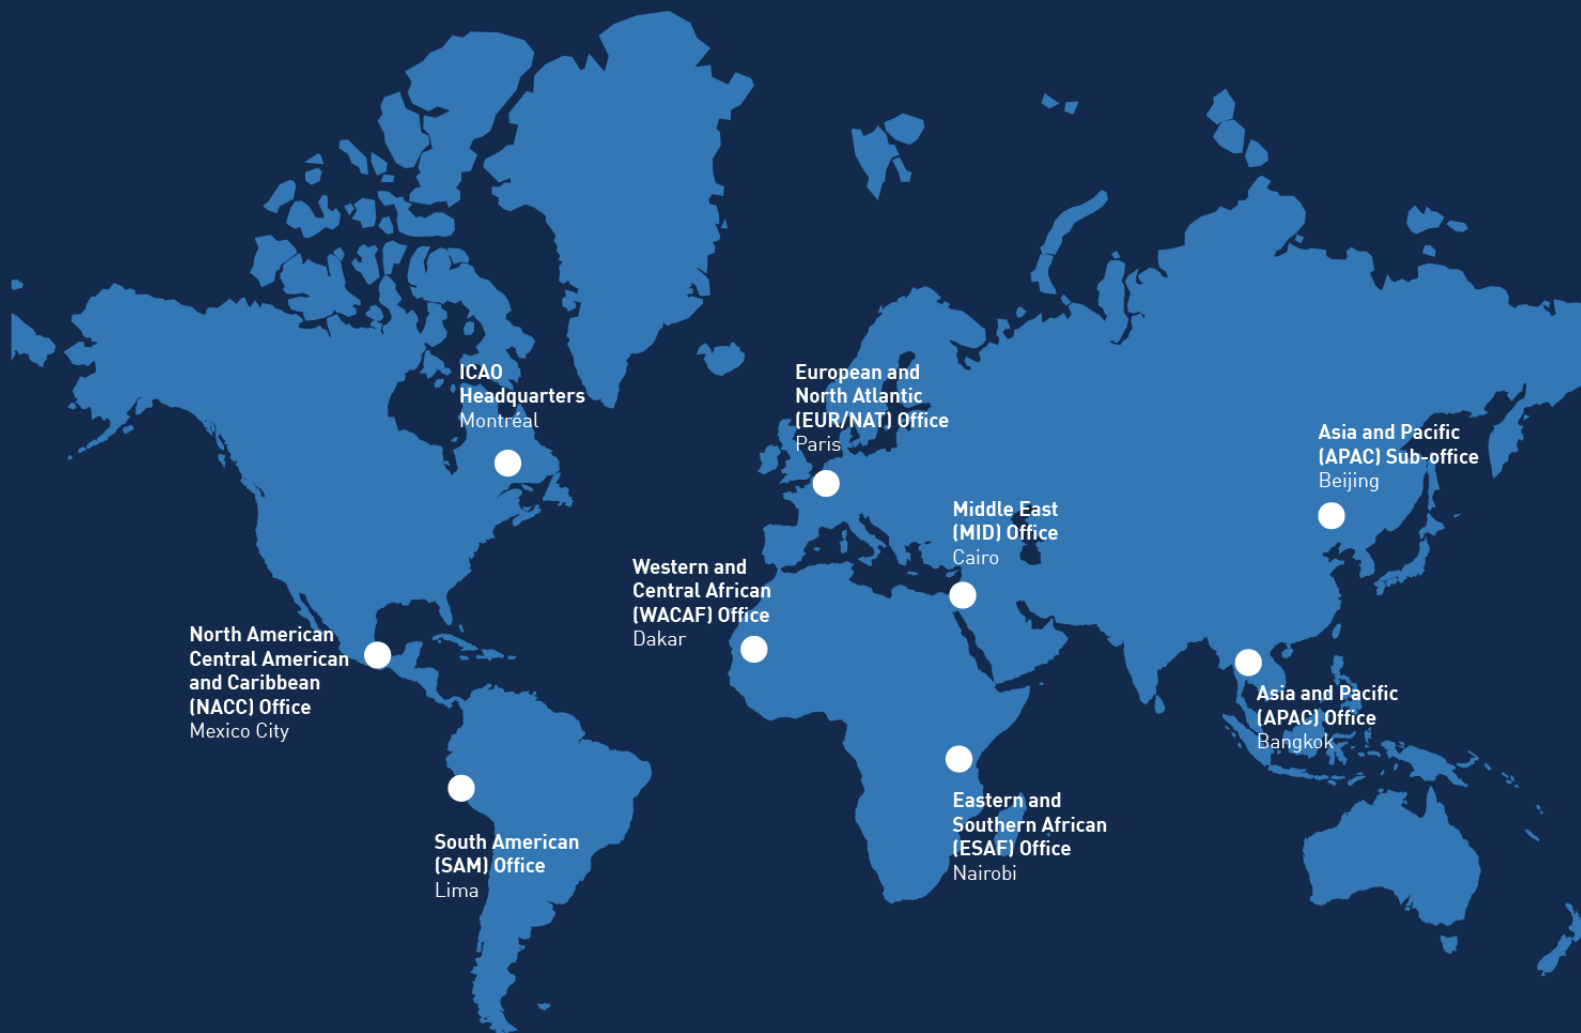 ICAO
Headquarters
Montréal
European and
North Atlantic
(EUR/NAT) Office
Paris
Asia and Pacific
(APAC) Sub-office
Beijing
Middle East
(MID) Office
Cairo
Western and
Central African
(WACAF) Office
Dakar
North American
Central American
and Caribbean
(NACC) Office
Mexico City
Asia and Pacific
(APAC) Office
Bangkok
South American
(SAM) Office
Lima
Eastern and
Southern African
(ESAF) Office
Nairobi